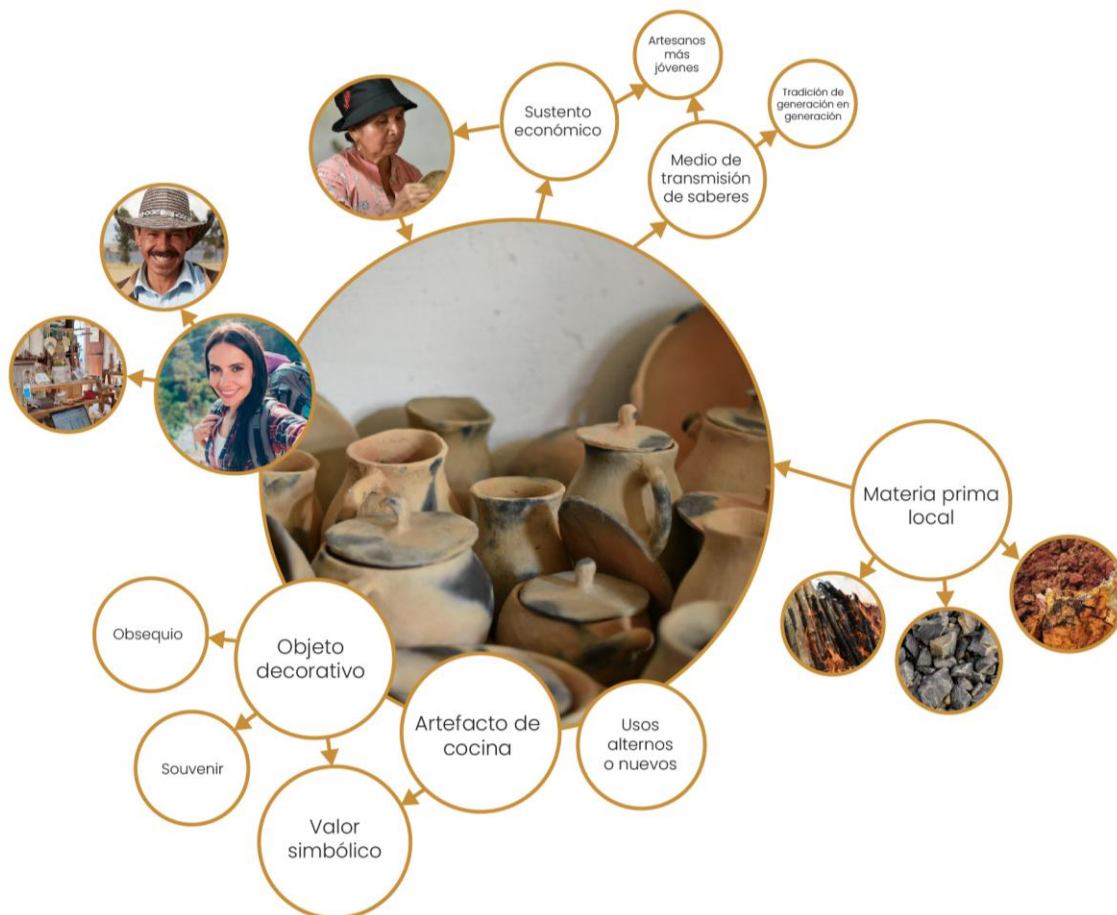 Artesanos
más
jóvenes
Tradición de
generación en
generación
Sustento
económico
Medio de
transmisión
de saberes
Materia prima
local
Obsequio
Objeto
decorativo
Souvenir
Artefacto de
cocina
Usos
alternos
o nuevos
Valor
simbólico